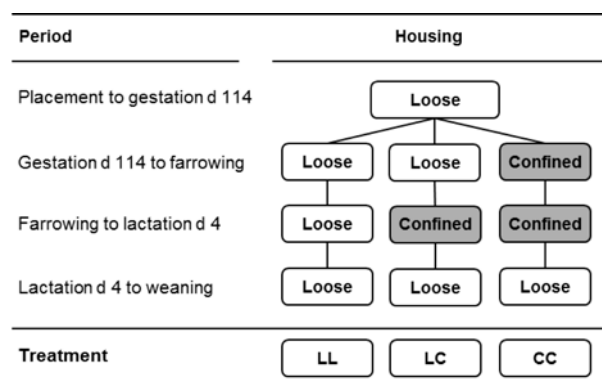 Period Housing
Placement to gestation d 114 Loose
Gestation d 114 to farrowing Loose Loose Confined
Farrowing to lactation d 4 Loose Confined Confined
Lactation d 4 to weaning Loose Loose Loose
Treatment LL LC CC